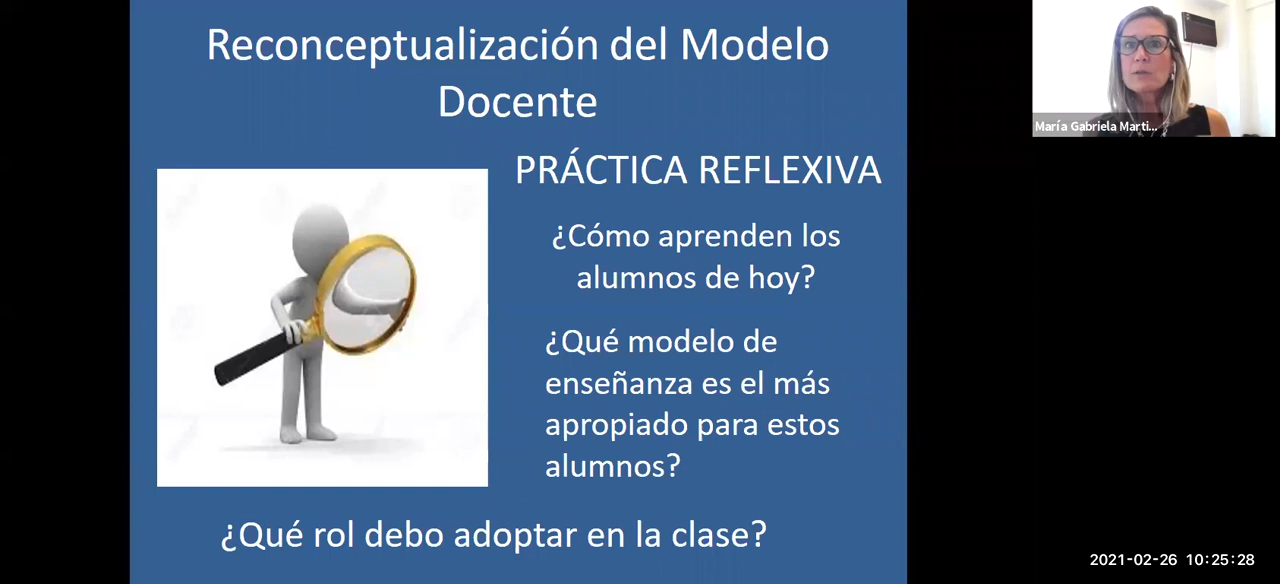 Reconceptualización del Modelo
Docente
PRÁCTICA REFLEXIVA
¿Cómo aprenden los
alumnos de hoy?
¿Qué modelo de
enseñanza es el más
apropiado para estos
alumnos?
¿Qué rol debo adoptar en la clase?
María Gabriela Marti...
2021-02-26 10:25:28